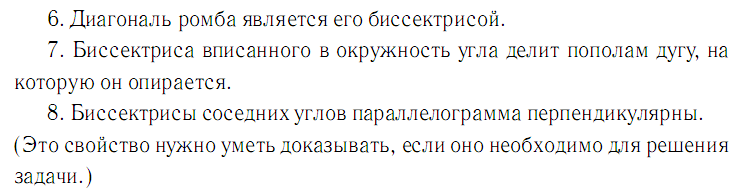 6. Диагональ ромба является его биссектрисой.
7. Биссектриса вписанного в окружность угла делит пополам дугу, на
которую он опирается.
8. Биссектрисы соседних углов параллелограмма перпендикулярны.
(Это свойство нужно уметь доказывать, если оно необходимо для решения
задачи.)